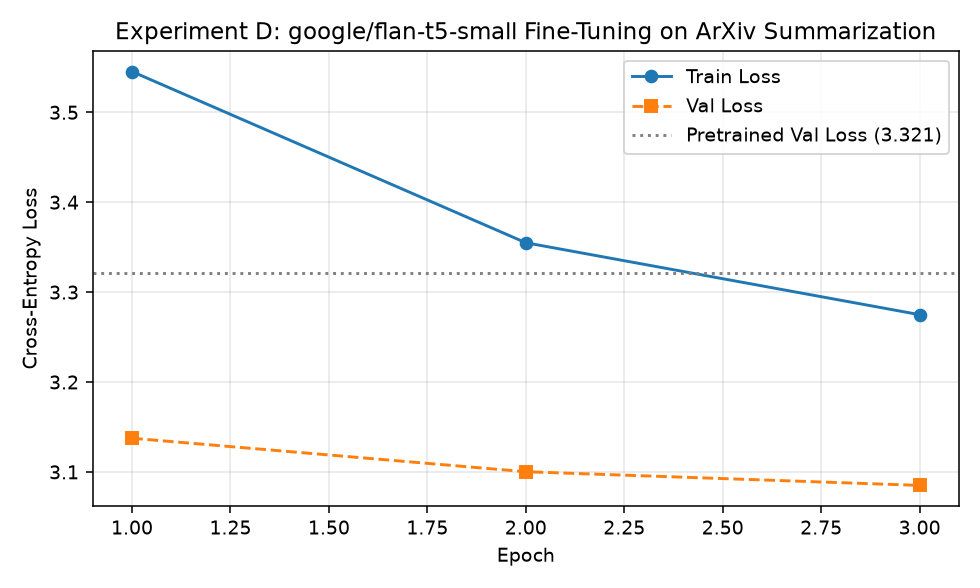 Experiment D: google/flan-t5-small Fine-Tuning on ArXiv Summarization
Train Loss
Val Loss
Pretrained Val Loss (3.321)
Cross-Entropy Loss
3.5
3.4
3.3
3.2
3.1
1.00 1.25 1.50 1.75 2.00 2.25 2.50 2.75 3.00
Epoch